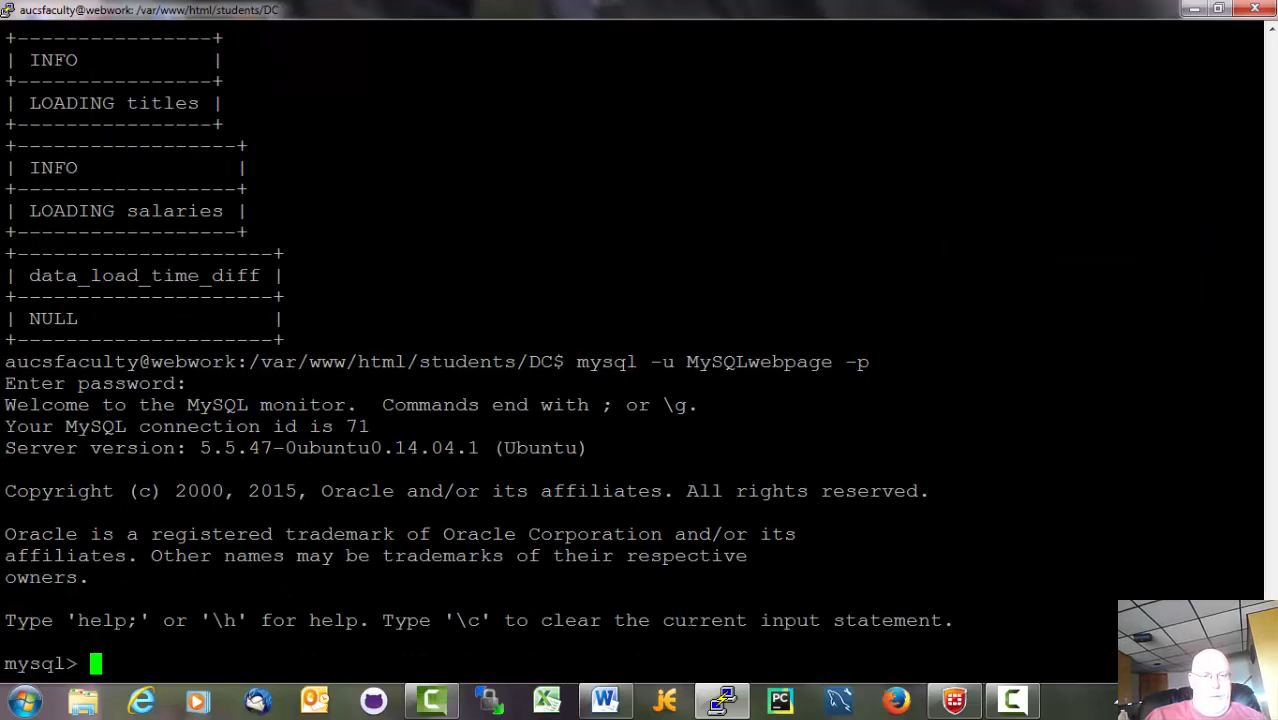 aucsfaculty@webwork: /var/www/html/students/DC
+----------------+
| INFO           |
+----------------+
| LOADING titles |
+----------------+
+------------------+
| INFO             |
+------------------+
| LOADING salaries |
+------------------+
+---------------------+
| data_load_time_diff |
+---------------------+
| NULL                |
+---------------------+
aucsfaculty@webwork:/var/www/html/students/DC$ mysql -u MySQLwebpage -p
Enter password:
Welcome to the MySQL monitor.  Commands end with ; or \g.
Your MySQL connection id is 71
Server version: 5.5.47-0ubuntu0.14.04.1 (Ubuntu)
Copyright (c) 2000, 2015, Oracle and/or its affiliates. All rights reserved.
Oracle is a registered trademark of Oracle Corporation and/or its
affiliates. Other names may be trademarks of their respective
owners.
Type 'help;' or '\h' for help. Type '\c' to clear the current input statement.
mysql>